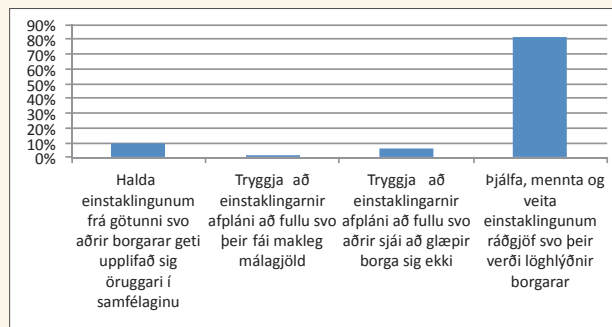 90%
80%
70%
60%
50%
40%
30%
20%
10%
0%
Halda
einstaklingunum
frá götunni svo
aðrir borgarar geti
upplifað sig
öruggari í
samfélaginu
Tryggja að
einstaklingarnir
afpláni að fullu svo
þeir fái makleg
málagjöld
Tryggja að
einstaklingarnir
afpláni að fullu svo
aðrir sjái að glæpir
borga sig ekki
Þjálfa, mennta og
veita
einstaklingunum
ráðgjöf svo þeir
verði löghlýðnir
borgarar